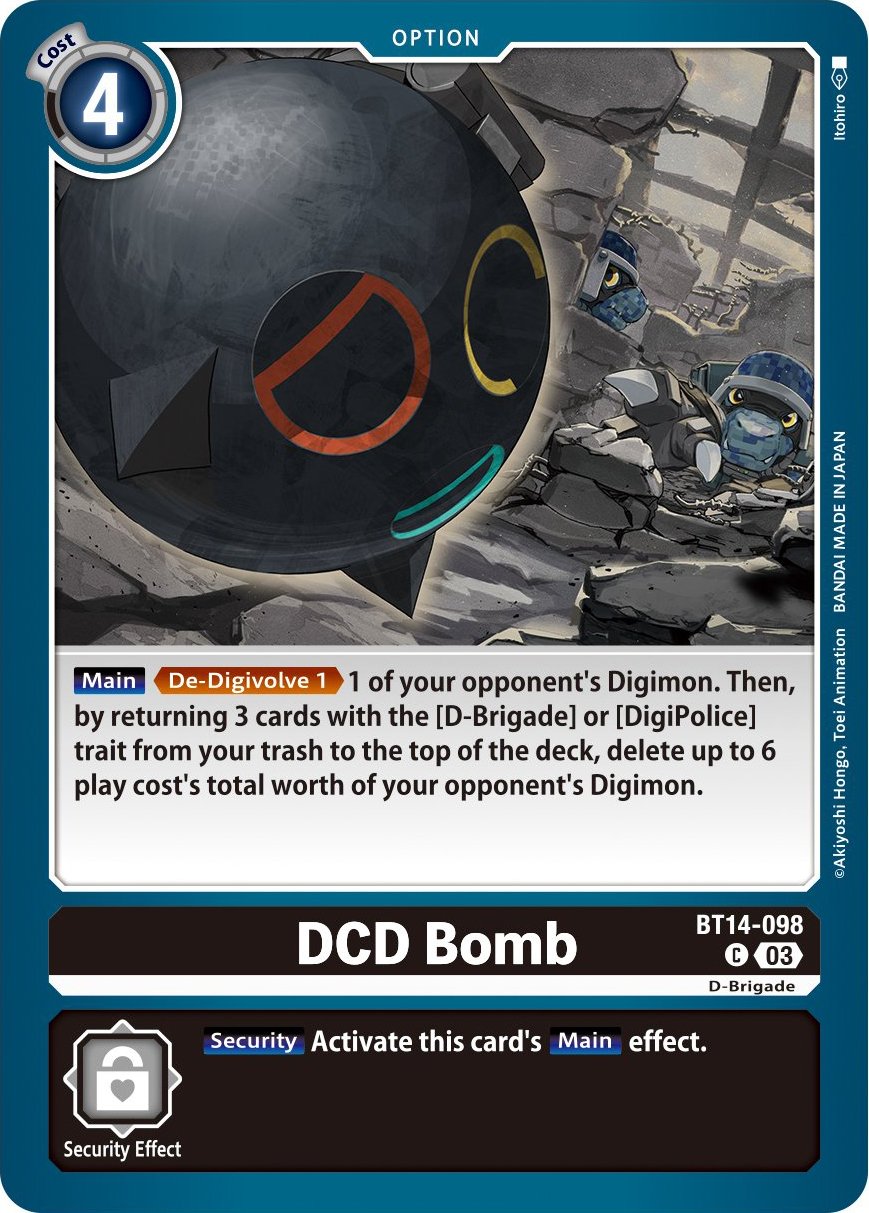 OPTION
Cost
4
Itohiro
D C D
Main De-Digivolve 1 1 of your opponent's Digimon. Then,
by returning 3 cards with the [D-Brigade] or [DigiPolice]
trait from your trash to the top of the deck, delete up to 6
play cost's total worth of your opponent's Digimon.
©Akiyoshi Hongo, Toei Animation BANDAI MADE IN JAPAN
DCD Bomb
BT14-098
C 03
D-Brigade
Security Activate this card's Main effect.
Security Effect